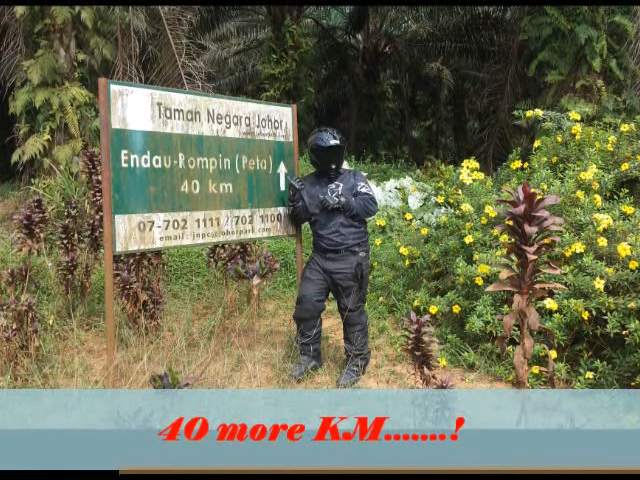 Taman Negara Johor
Endau-Rompin (Peta)
40 km
07-702 1111 / 702 1100
40 more KM.......!